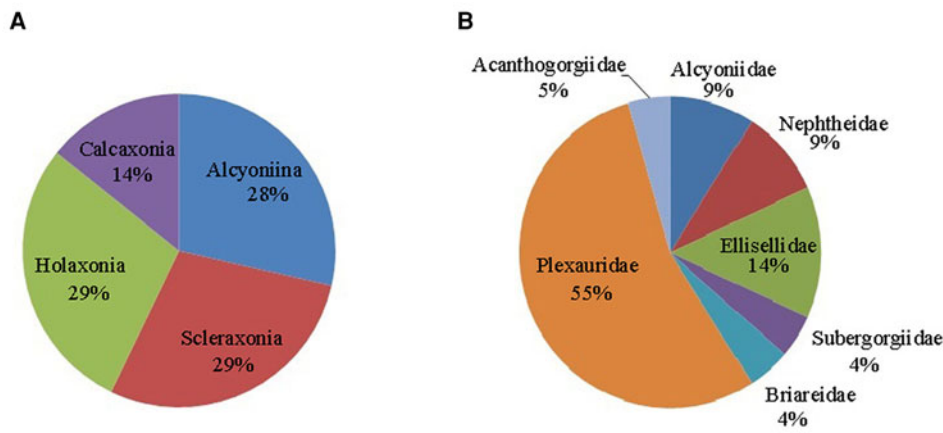 A
Calcaxonia
14%
Alcyoniina
28%
Holaxonia
29%
Scleraxonia
29%
B
Acanthogorgiidae
5%
Alcyoniidae
9%
Nephtheidae
9%
Ellisellidae
14%
Plexauridae
55%
Subergorgiidae
4%
Briareidae
4%